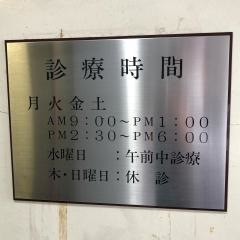 診療時間
月火金土
AM9:00～PM1:00
PM2:30～PM6:00
水曜日 :午前中診療
木・日曜日:休 診